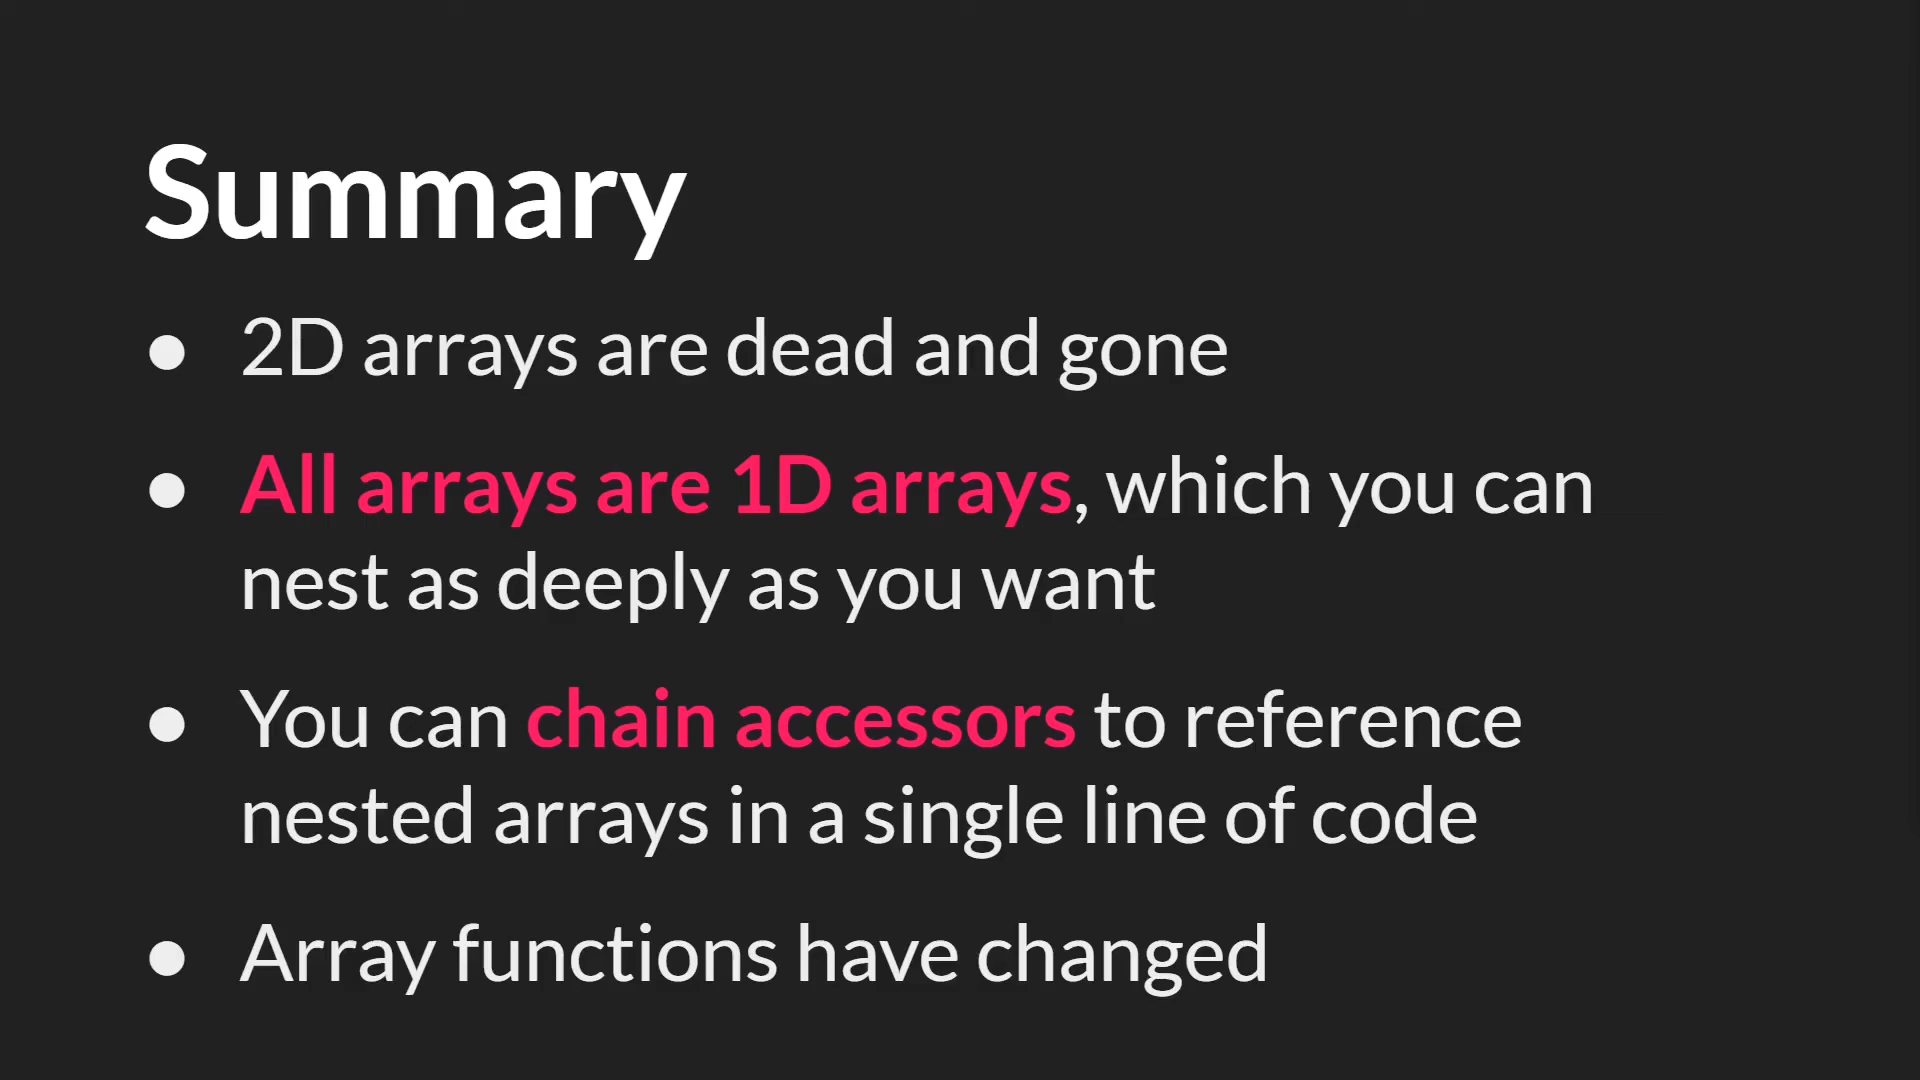 Summary
● 2D arrays are dead and gone
● All arrays are 1D arrays, which you can
nest as deeply as you want
● You can chain accessors to reference
nested arrays in a single line of code
● Array functions have changed